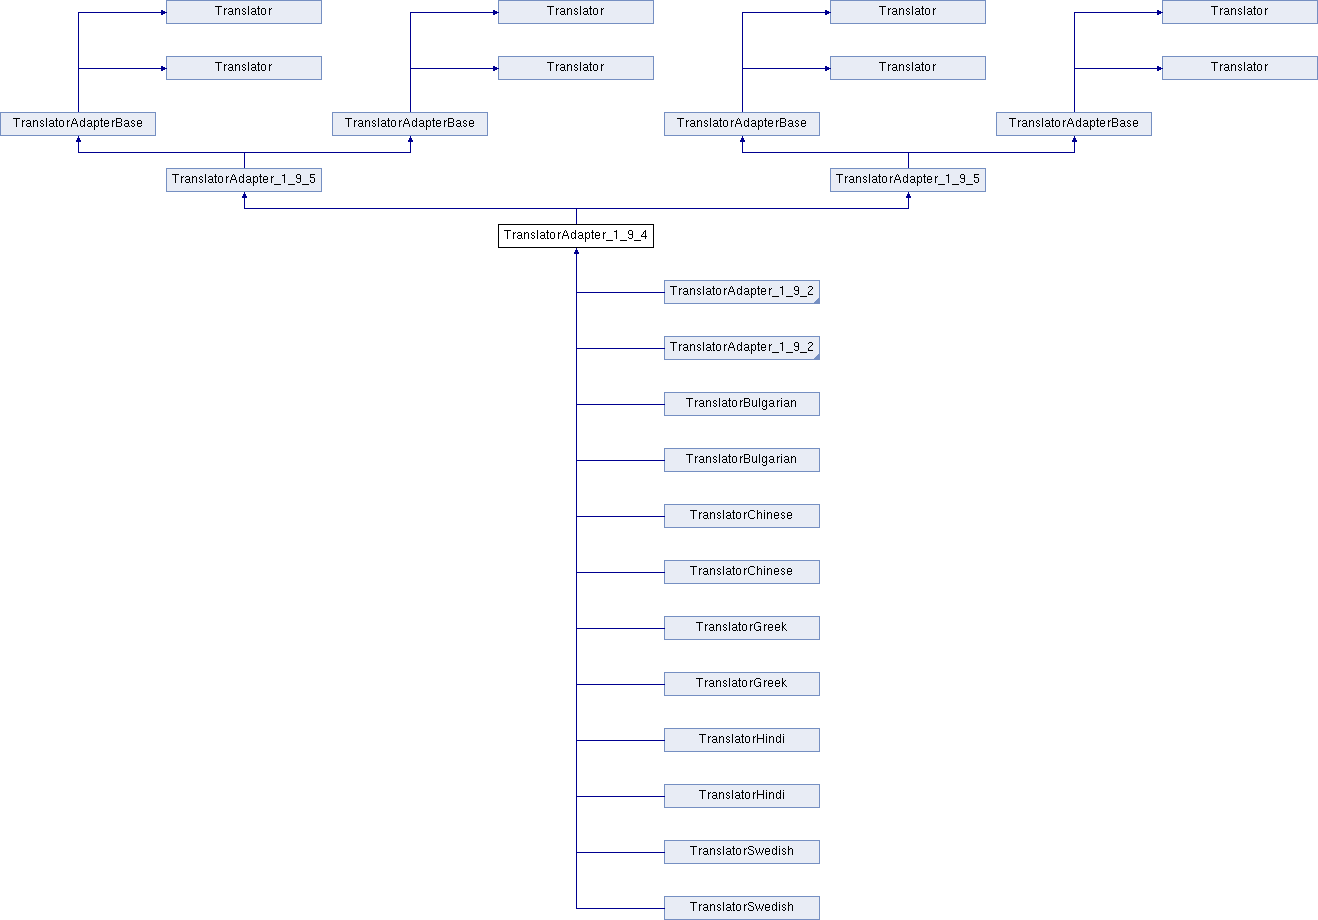 Translator
Translator
Translator
Translator
Translator
Translator
Translator
Translator
TranslatorAdapterBase
TranslatorAdapterBase
TranslatorAdapterBase
TranslatorAdapterBase
TranslatorAdapter_1_9_5
TranslatorAdapter_1_9_5
TranslatorAdapter_1_9_4
TranslatorAdapter_1_9_2
TranslatorAdapter_1_9_2
TranslatorBulgarian
TranslatorBulgarian
TranslatorChinese
TranslatorChinese
TranslatorGreek
TranslatorGreek
TranslatorHindi
TranslatorHindi
TranslatorSwedish
TranslatorSwedish